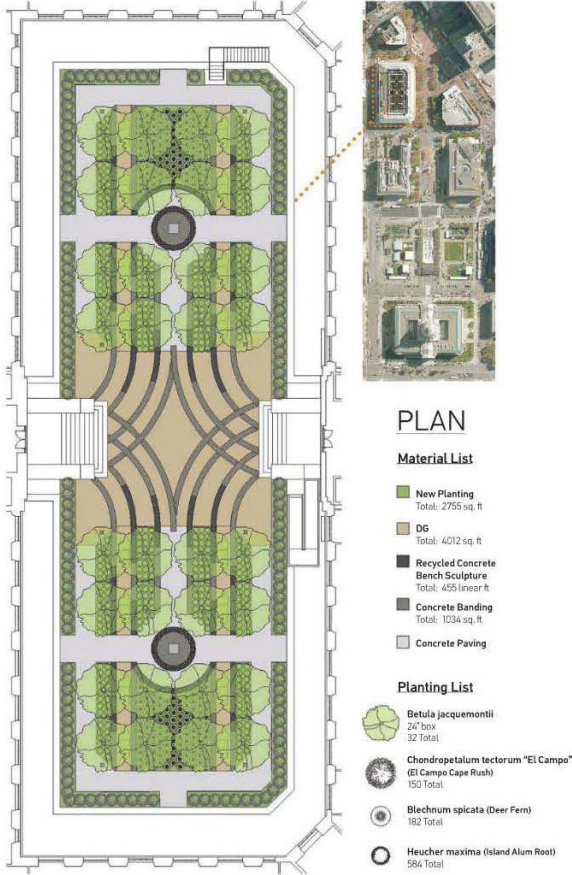 PLAN
Material List
New Planting
Total: 2755 sq. ft
DG
Total: 4012 sq. ft
Recycled Concrete
Bench Sculpture
Total: 455 linear ft
Concrete Banding
Total: 1034 sq. ft
Concrete Paving
Planting List
Betula jacquemontii
24" box
32 Total
Chondropetalum tectorum "El Campo"
(El Campo Cape Rush)
150 Total
Blechnum spicata (Deer Fern)
182 Total
Heucher maxima (Island Alum Root)
584 Total